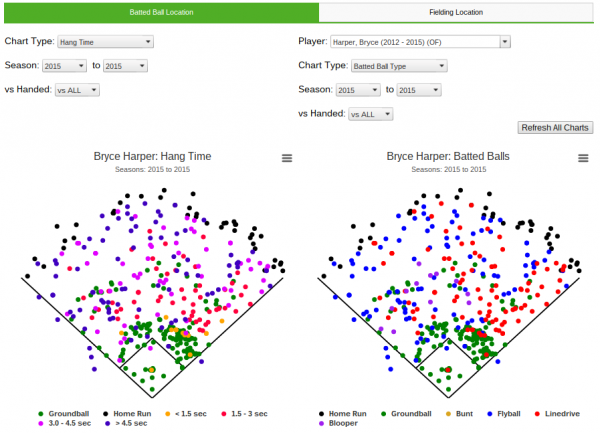 Batted Ball Location
Fielding Location
Chart Type: Hang Time
Season: 2015 to 2015
vs Handed: vs ALL
Player: Harper, Bryce (2012 - 2015) (OF)
Chart Type: Batted Ball Type
Season: 2015 to 2015
vs Handed: vs ALL
Refresh All Charts
Bryce Harper: Hang Time
Seasons: 2015 to 2015
Groundball Home Run < 1.5 sec 1.5 - 3 sec
3.0 - 4.5 sec > 4.5 sec
Bryce Harper: Batted Balls
Seasons: 2015 to 2015
Home Run Groundball Bunt Flyball Linedrive
Blooper